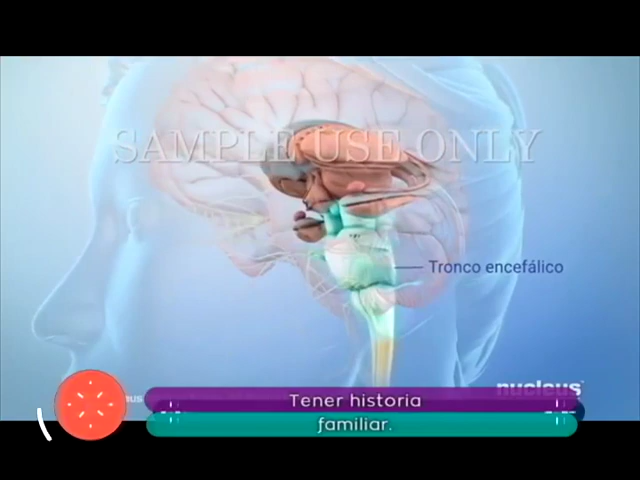 SAMPLE USE ONLY
Tronco encefálico
nucleus
Tener historia
familiar.